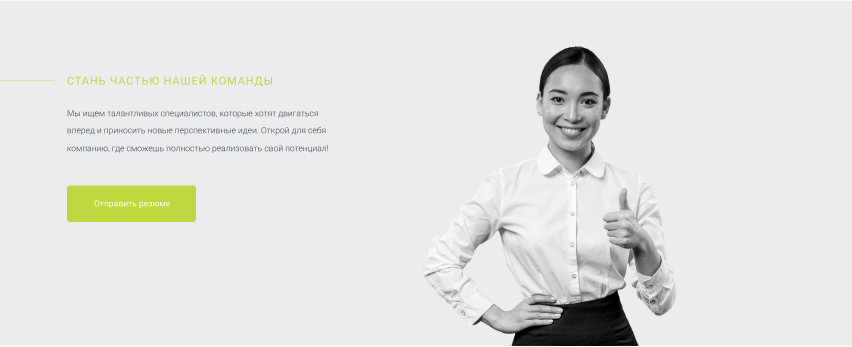 СТАНЬ ЧАСТЬЮ НАШЕЙ КОМАНДЫ
Мы ищем талантливых специалистов, которые хотят двигаться
вперед и приносить новые перспективные идеи. Открой для себя
компанию, где сможешь полностью реализовать свой потенциал!
Отправить резюме